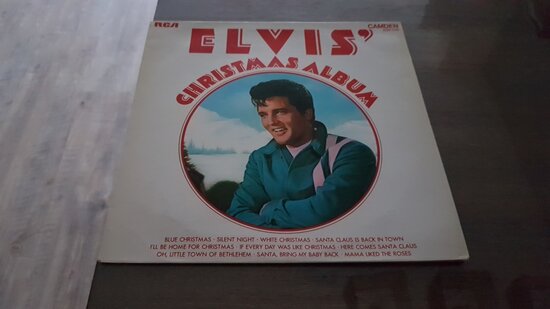 RCA CAMDEN
ELVIS'
CHRISTMAS ALBUM
BLUE CHRISTMAS · SILENT NIGHT · WHITE CHRISTMAS · SANTA CLAUS IS BACK IN TOWN
I'LL BE HOME FOR CHRISTMAS · IF EVERY DAY WAS LIKE CHRISTMAS · HERE COMES SANTA CLAUS
OH, LITTLE TOWN OF BETHLEHEM · SANTA, BRING MY BABY BACK · MAMA LIKED THE ROSES